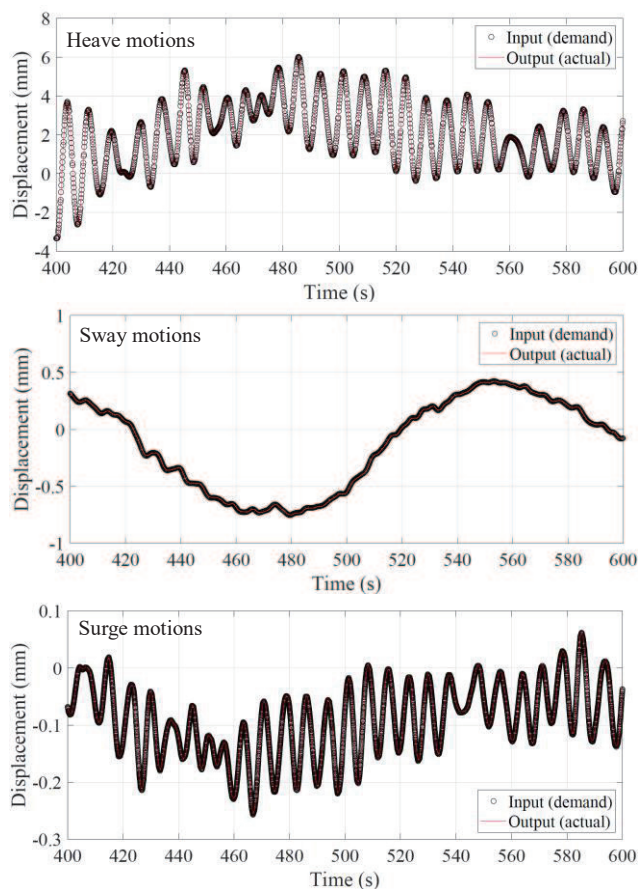 Heave motions
Input (demand)
Output (actual)
Displacement (mm)
8
6
4
2
0
-2
-4
400 420 440 460 480 500 520 540 560 580 600
Time (s)
Sway motions
Input (demand)
Output (actual)
Displacement (mm)
1
0.5
0
-0.5
-1
400 420 440 460 480 500 520 540 560 580 600
Time (s)
Surge motions
Displacement (mm)
0.1
0
-0.1
-0.2
-0.3
Input (demand)
Output (actual)
400 420 440 460 480 500 520 540 560 580 600
Time (s)